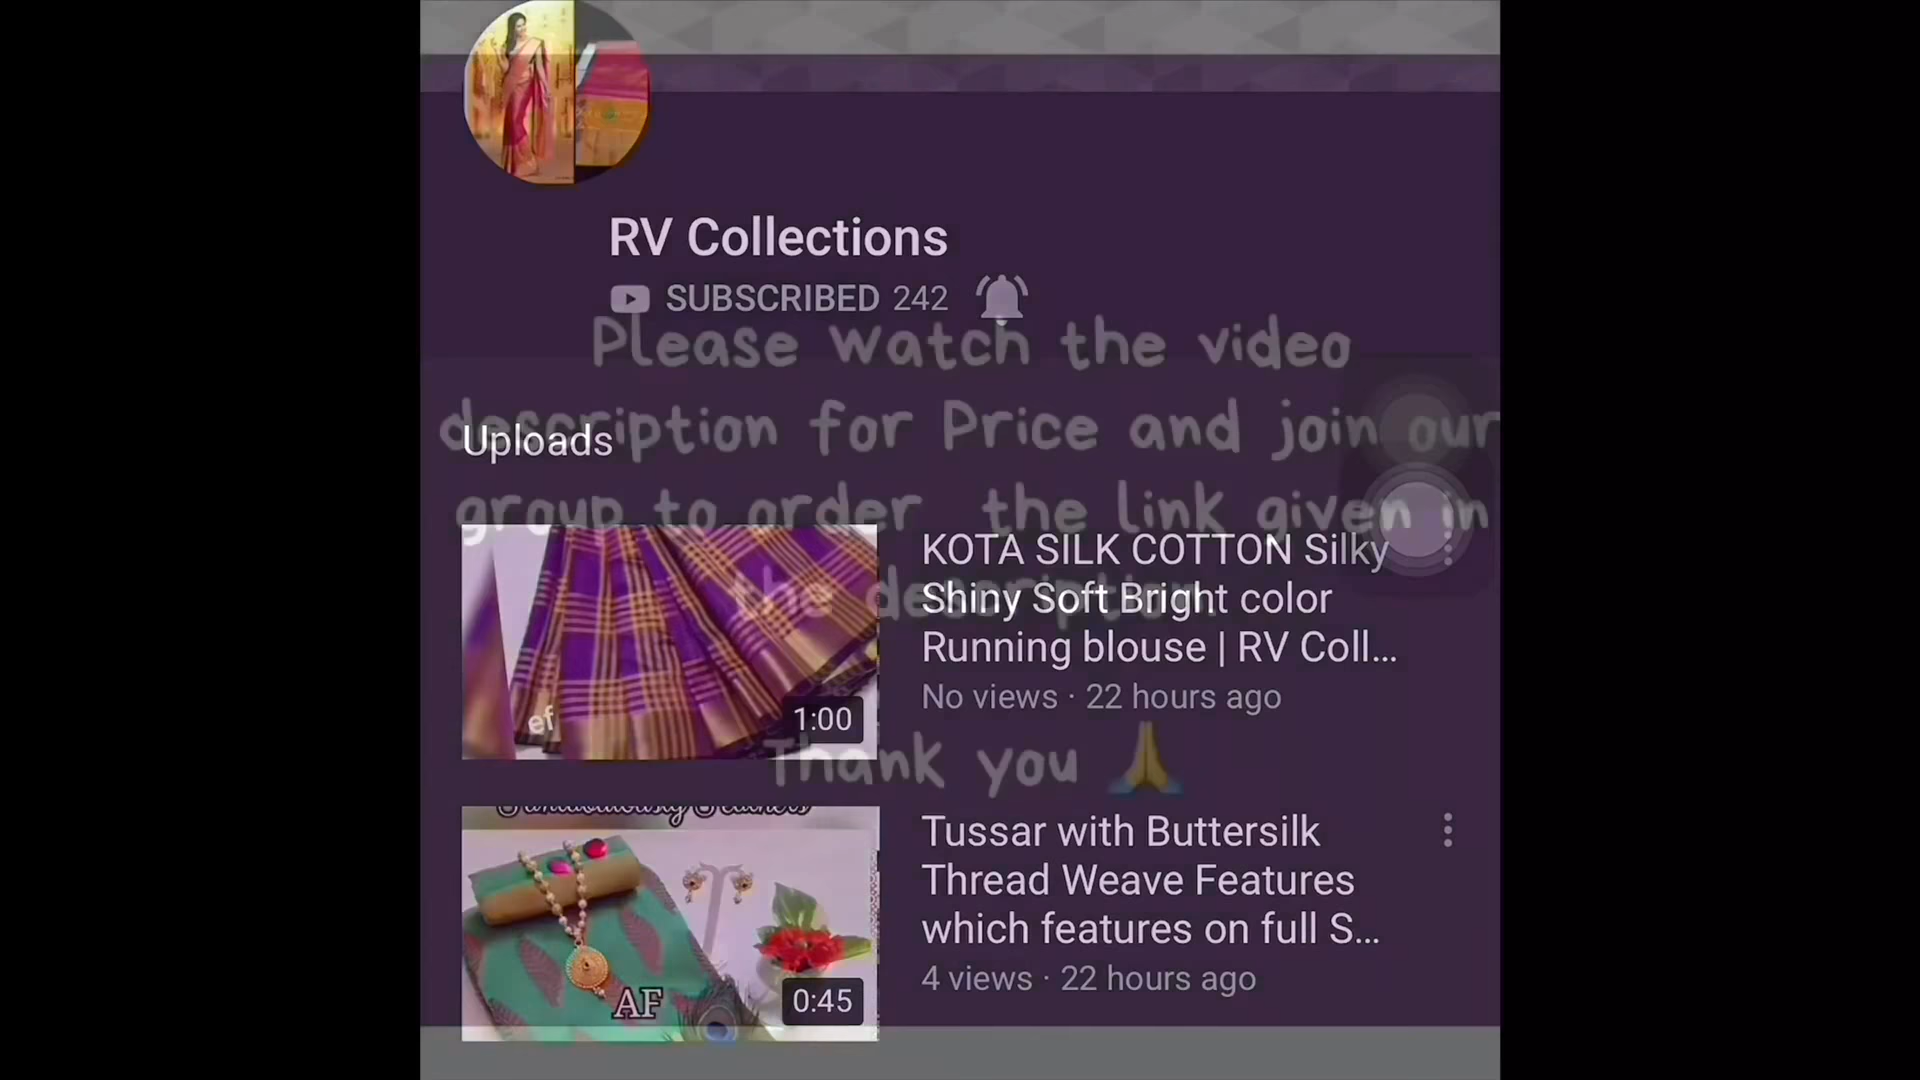 RV Collections
SUBSCRIBED 242
Please watch the video
description for Price and join our
Uploads
group to order the link given in
the description.
KOTA SILK COTTON Silky
Shiny Soft Bright color
Running blouse | RV Coll...
No views · 22 hours ago
ef
1:00
Thank you 🙏
Tussar with Buttersilk
Thread Weave Features
which features on full S...
4 views · 22 hours ago
AF
0:45